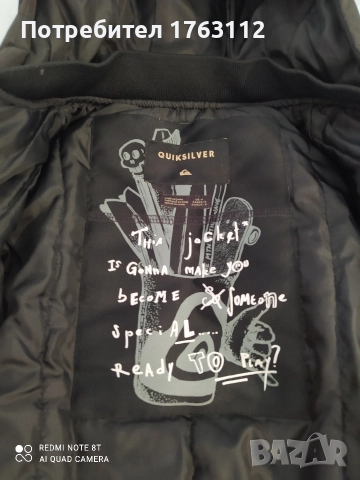 Потребител 1763112
QUIKSILVER
This jacket"
Is Gonna make you
become someone
special.....
Ready TO Play?
REDMI NOTE 8T
AI QUAD CAMERA
BAZAR